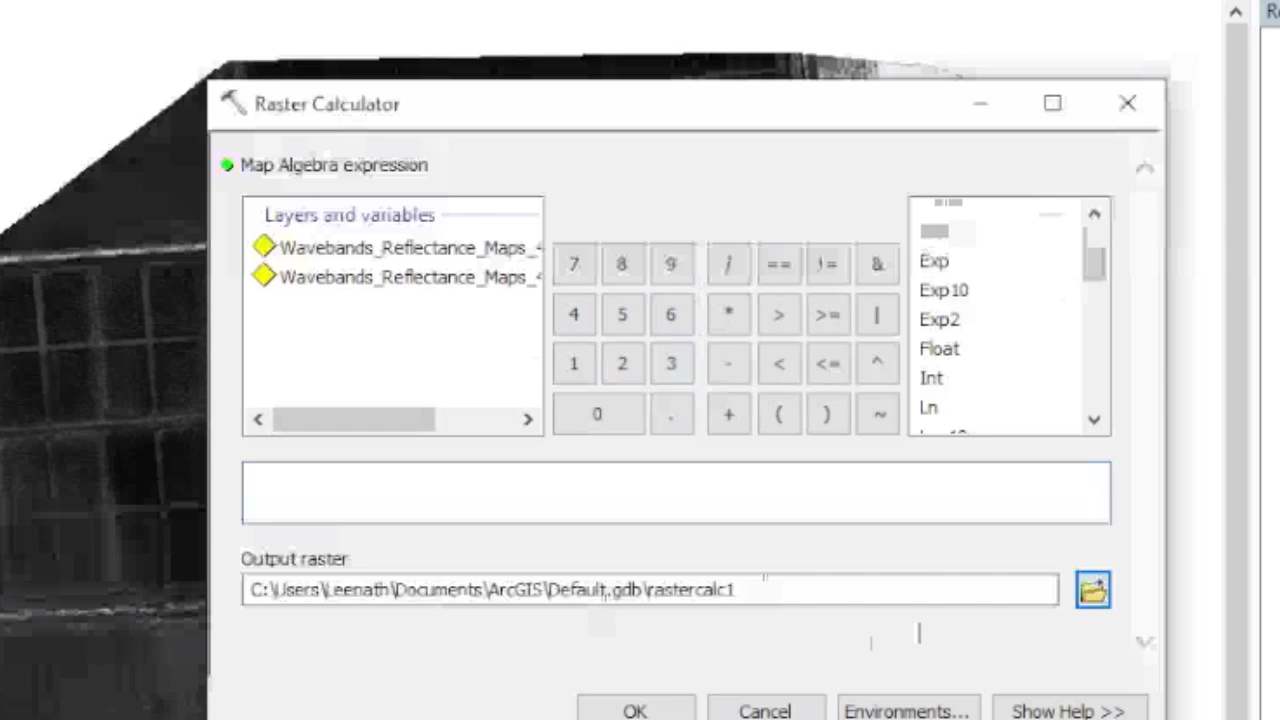 Raster Calculator
Map Algebra expression
Layers and variables
Wavebands_Reflectance_Maps_
Wavebands_Reflectance_Maps_
7 8 9 / == != &
4 5 6 * > >= |
1 2 3 - < <= ^
0 . + ( ) ~
Exp
Exp10
Exp2
Float
Int
Ln
Output raster
C:\Users\Leenath\Documents\ArcGIS\Default.gdb\rastercalc1
OK Cancel Environments... Show Help >>